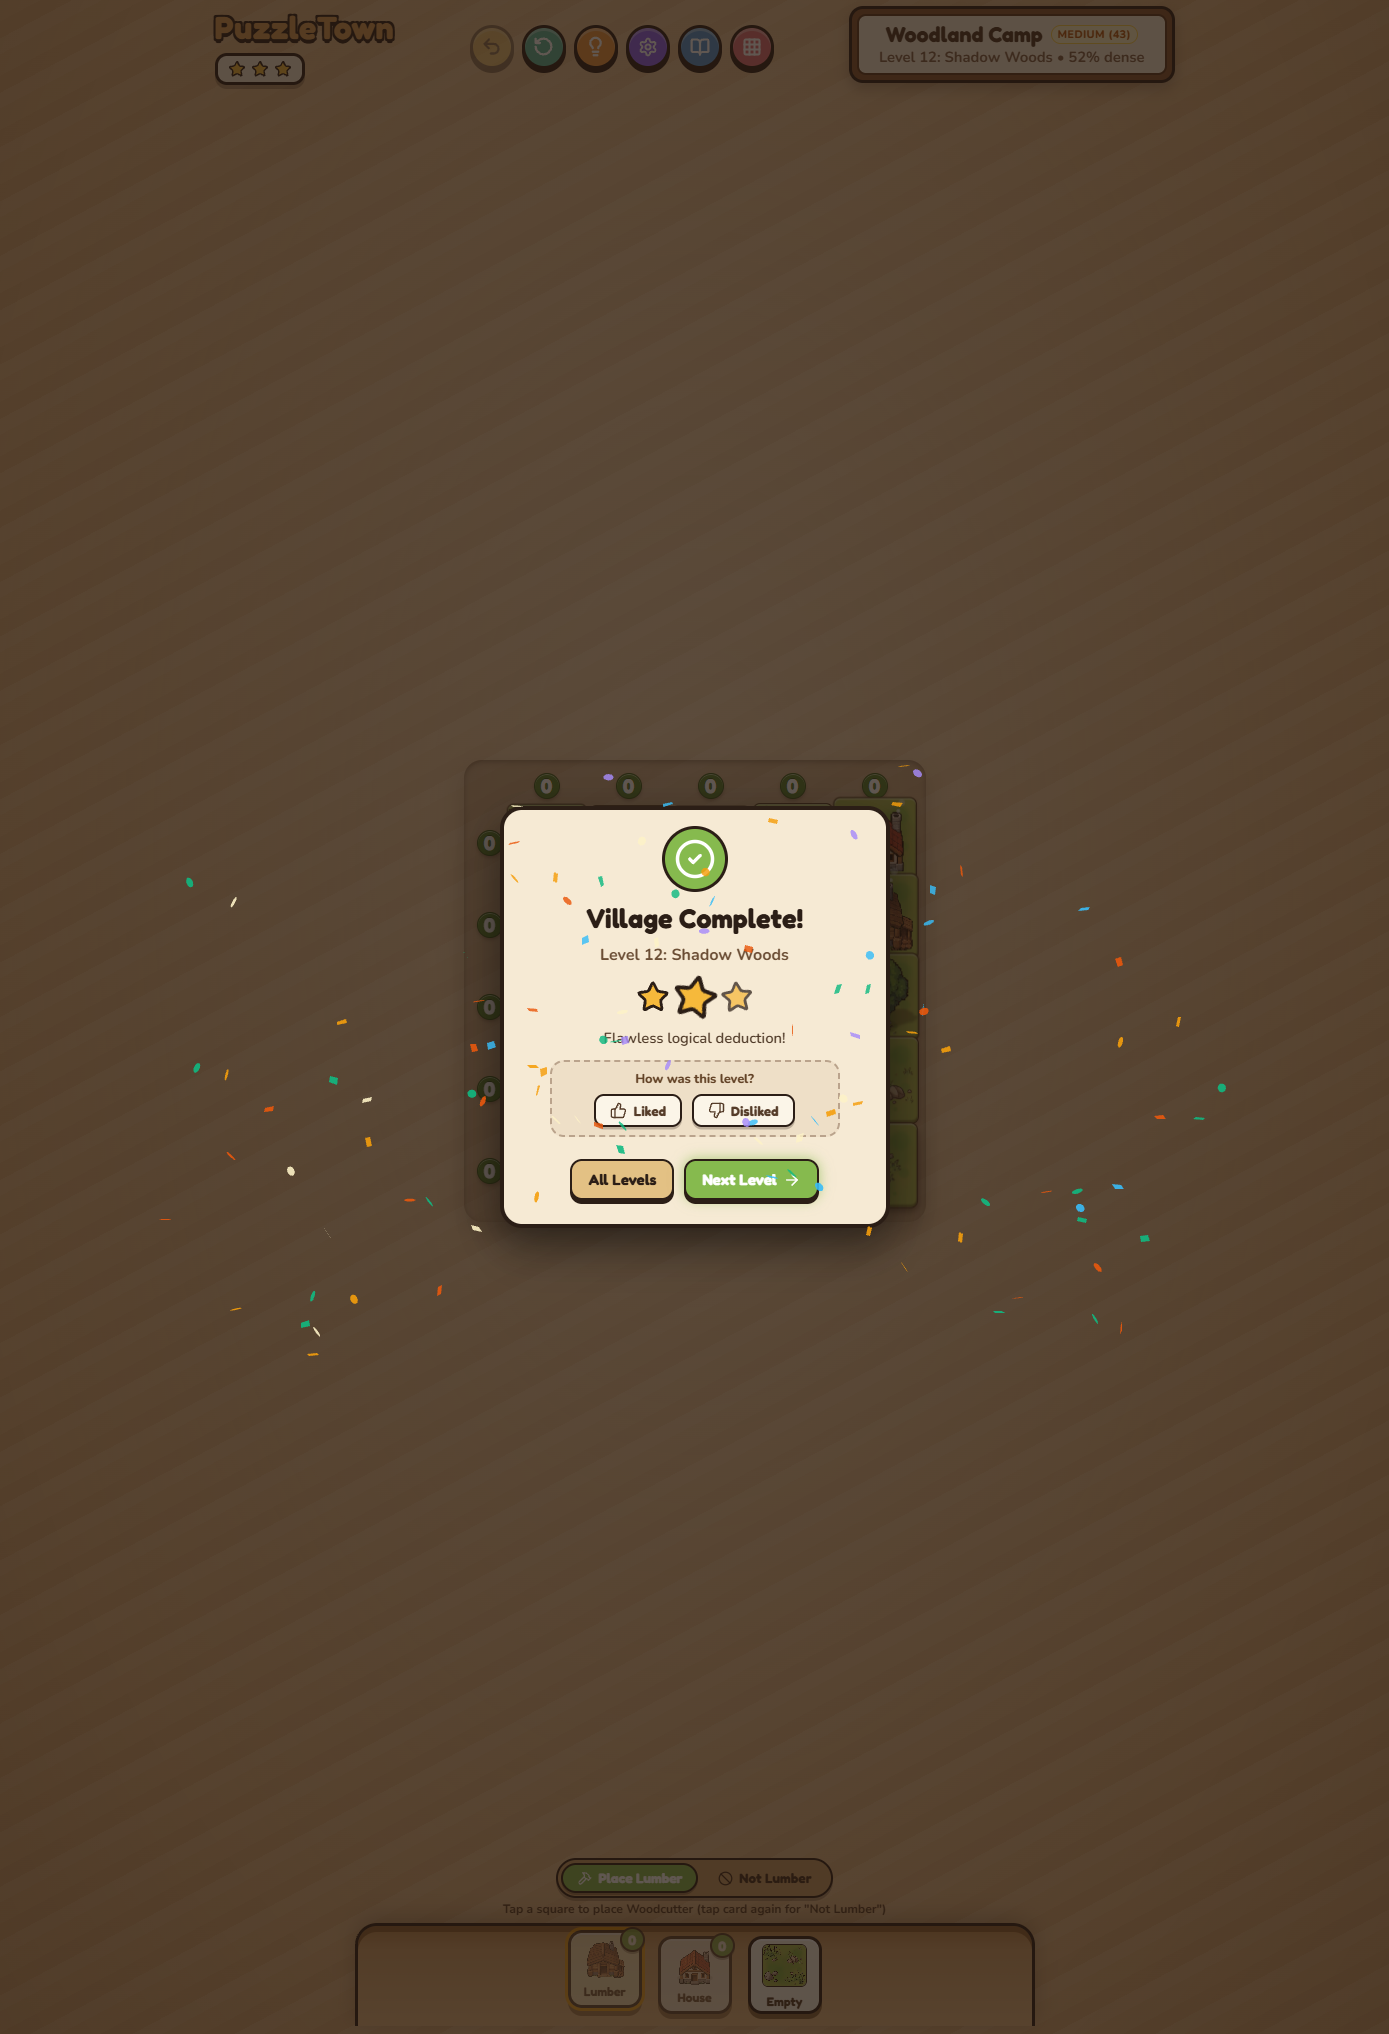 PuzzleTown
Woodland Camp MEDIUM (43)
Level 12: Shadow Woods • 52% dense
0 0 0 0 0
0
0
0
0
0
Village Complete!
Level 12: Shadow Woods
Flawless logical deduction!
How was this level?
Liked Disliked
All Levels Next Level
Place Lumber Not Lumber
Tap a square to place Woodcutter (tap card again for "Not Lumber")
0 0
Lumber House Empty